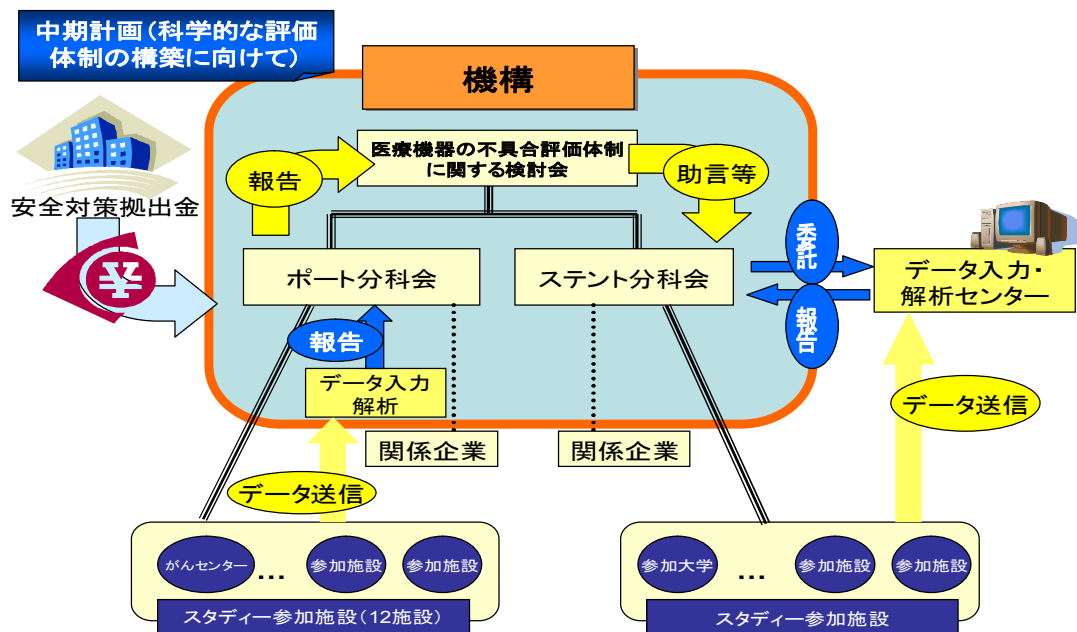 中期計画(科学的な評価
体制の構築に向けて)
機構
医療機器の不具合評価体制
に関する検討会
報告
助言等
安全対策拠出金
¥
委託
報告
データ入力・
解析センター
ポート分科会
ステント分科会
報告
データ入力
解析
関係企業
関係企業
データ送信
データ送信
がんセンター
…
参加施設
参加施設
スタディー参加施設(12施設)
参加大学
…
参加施設
参加施設
スタディー参加施設